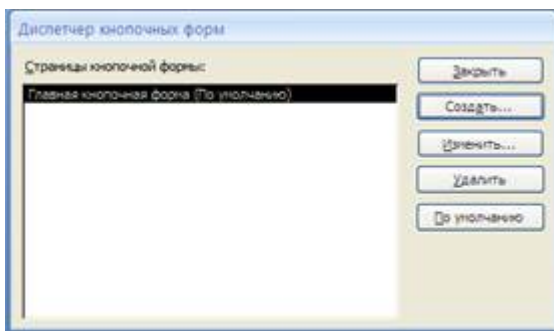 Диспетчер кнопочных форм
Страницы кнопочной формы:
Главная кнопочная форма (По умолчанию)
Закрыть
Создать...
Изменить...
Удалить
По умолчанию